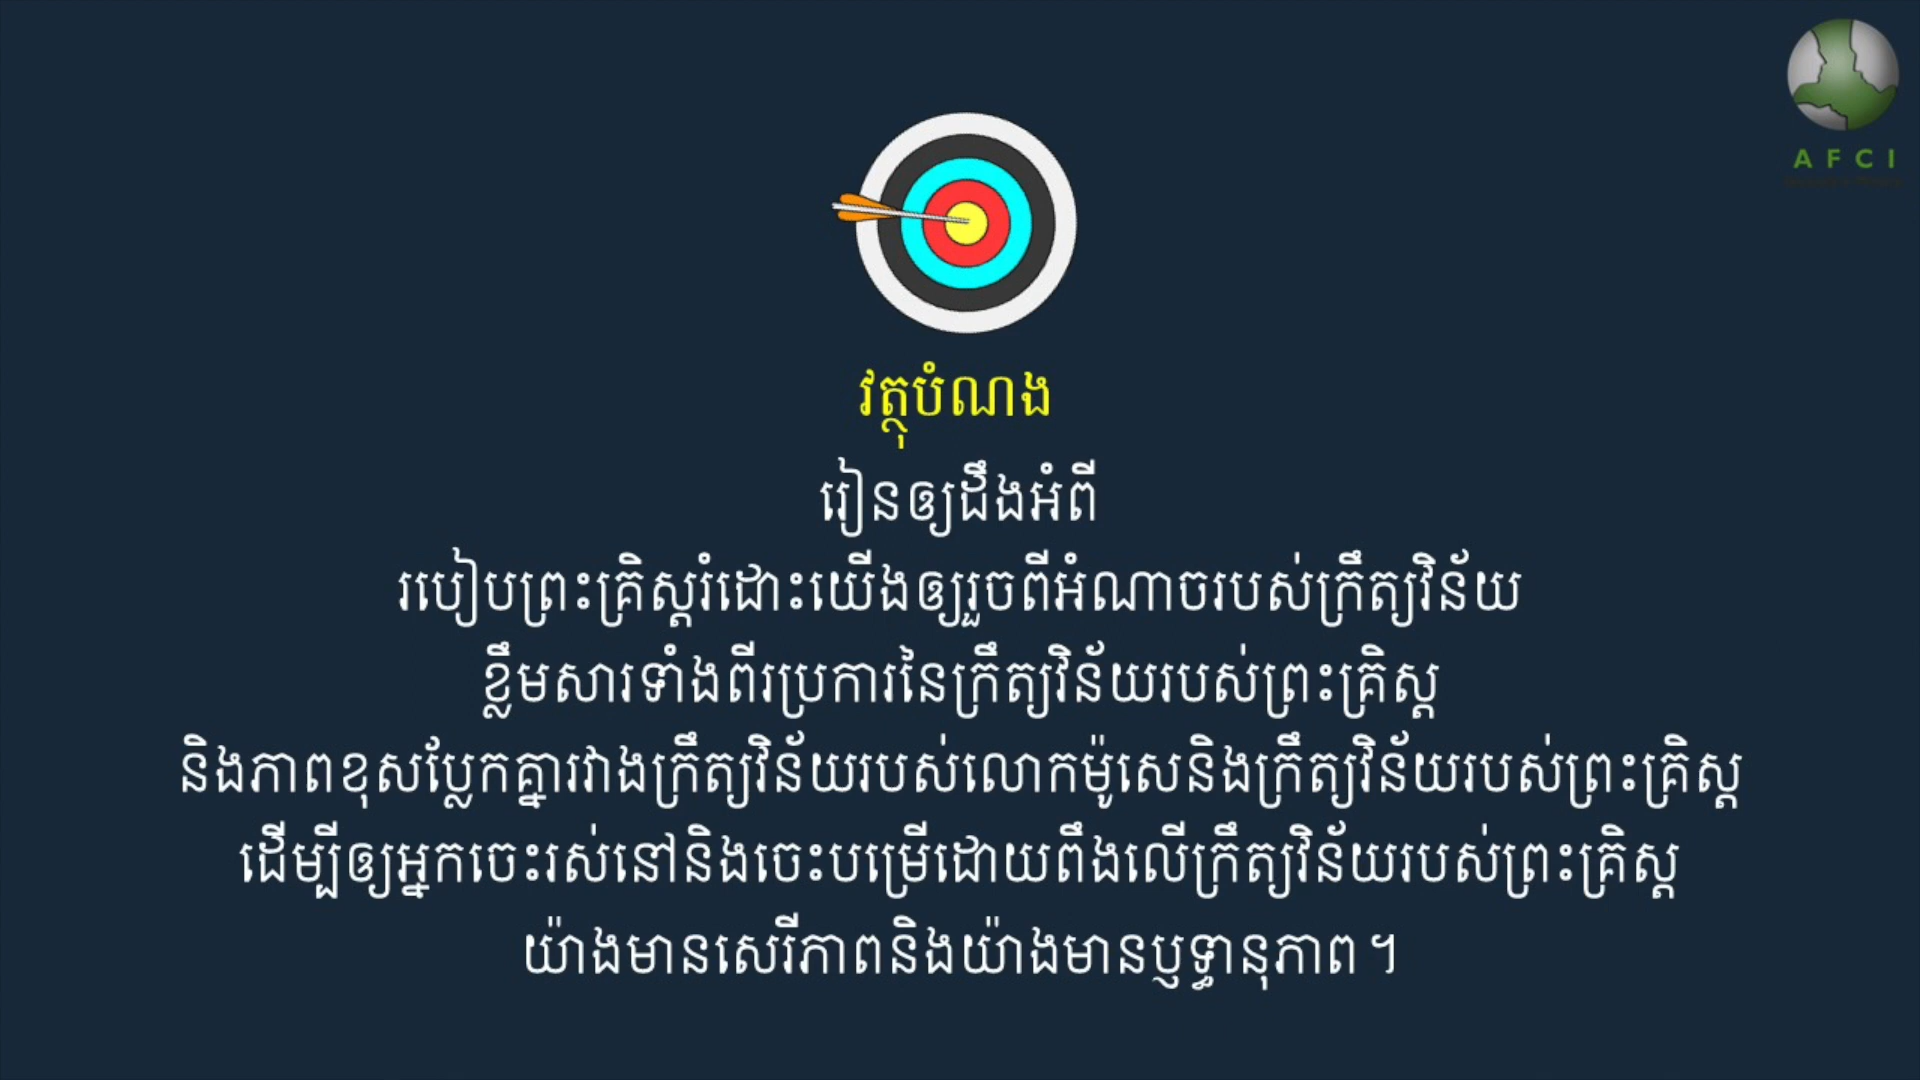 AFCI
វត្ថុបំណង
រៀនឲ្យដឹងអំពី
របៀបព្រះគ្រិស្តរំដោះយើងឲ្យរួចពីអំណាចរបស់ក្រឹត្យវិន័យ
ខ្លឹមសារទាំងពីរប្រការនៃក្រឹត្យវិន័យរបស់ព្រះគ្រិស្ត
និងភាពខុសប្លែកគ្នារវាងក្រឹត្យវិន័យរបស់លោកម៉ូសេនិងក្រឹត្យវិន័យរបស់ព្រះគ្រិស្ត
ដើម្បីឲ្យអ្នកចេះរស់នៅនិងចេះបម្រើដោយពឹងលើក្រឹត្យវិន័យរបស់ព្រះគ្រិស្ត
យ៉ាងមានសេរីភាពនិងយ៉ាងមានប្ញទ្ធានុភាព។